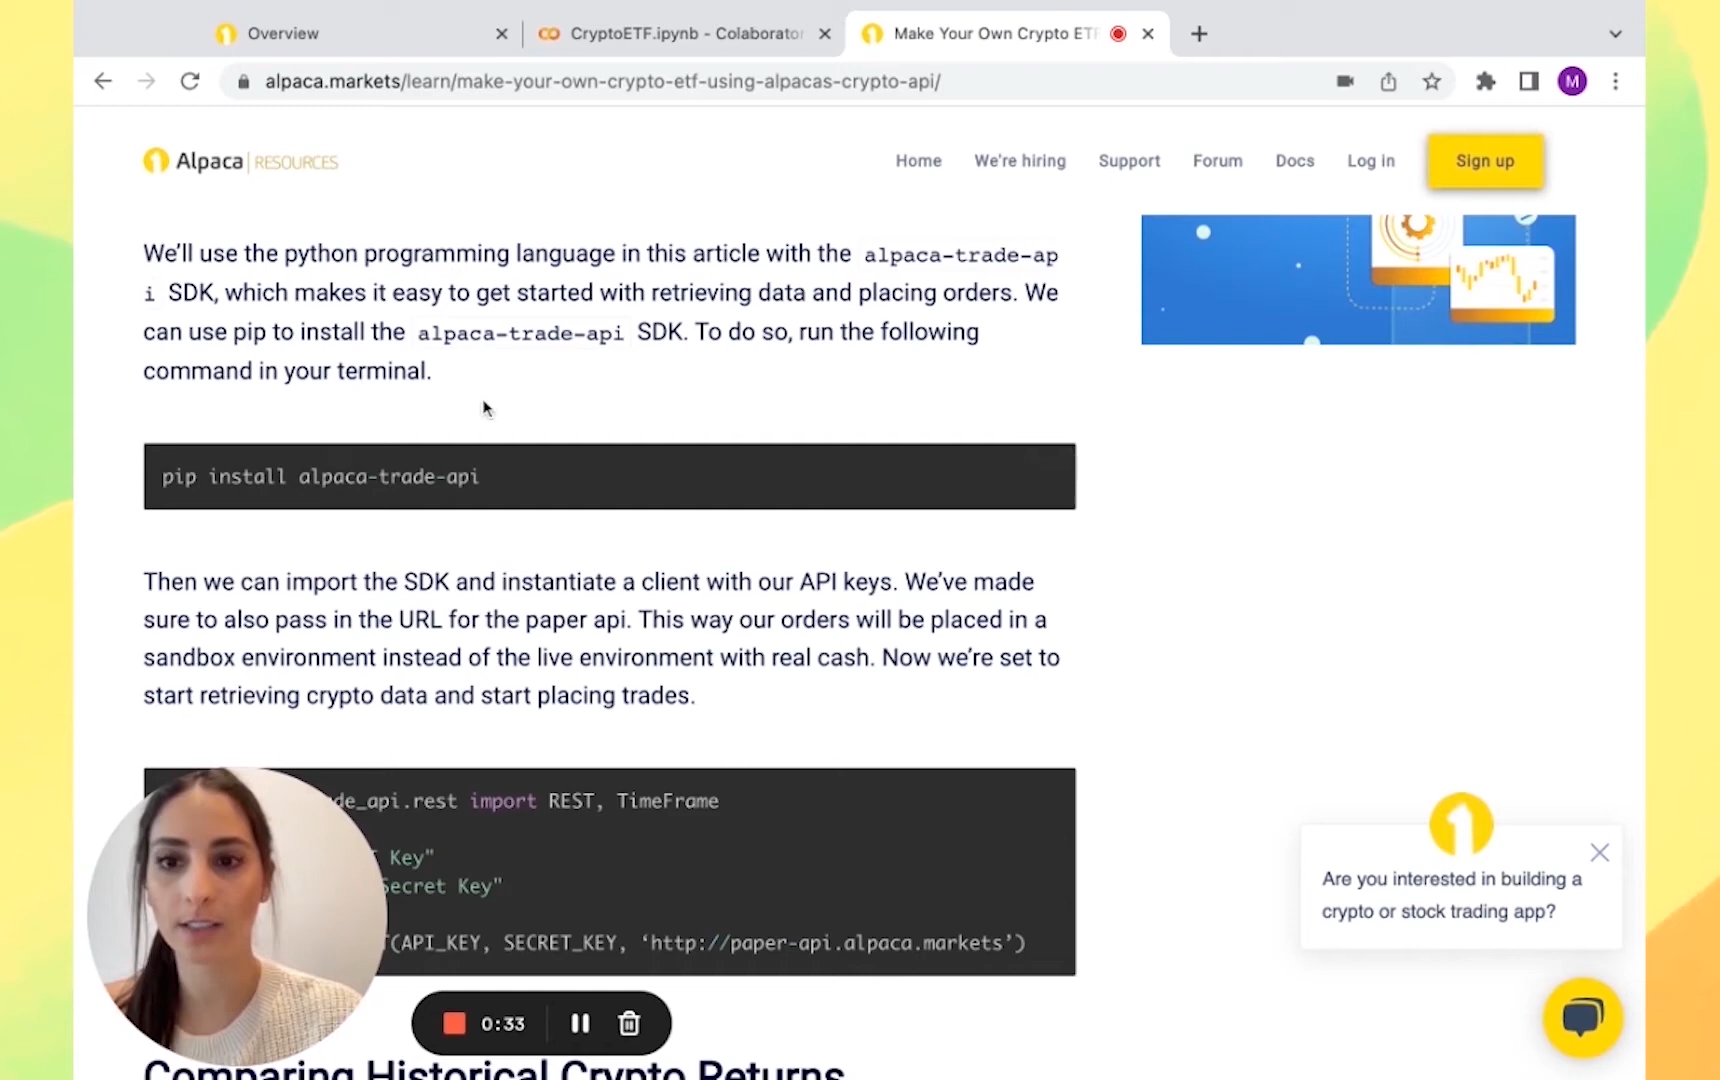 Overview
CryptoETF.ipynb - Colaborator
Make Your Own Crypto ETF
alpaca.markets/learn/make-your-own-crypto-etf-using-alpacas-crypto-api/
M
Alpaca | RESOURCES
Home
We're hiring
Support
Forum
Docs
Log in
Sign up
We'll use the python programming language in this article with the alpaca-trade-ap
i SDK, which makes it easy to get started with retrieving data and placing orders. We
can use pip to install the alpaca-trade-api SDK. To do so, run the following
command in your terminal.
pip install alpaca-trade-api
Then we can import the SDK and instantiate a client with our API keys. We've made
sure to also pass in the URL for the paper api. This way our orders will be placed in a
sandbox environment instead of the live environment with real cash. Now we're set to
start retrieving crypto data and start placing trades.
de_api.rest import REST, TimeFrame
Key"
Secret Key"
(API_KEY, SECRET_KEY, ‘http://paper-api.alpaca.markets’)
Are you interested in building a
crypto or stock trading app?
0:33
Comparing Historical Crypto Returns